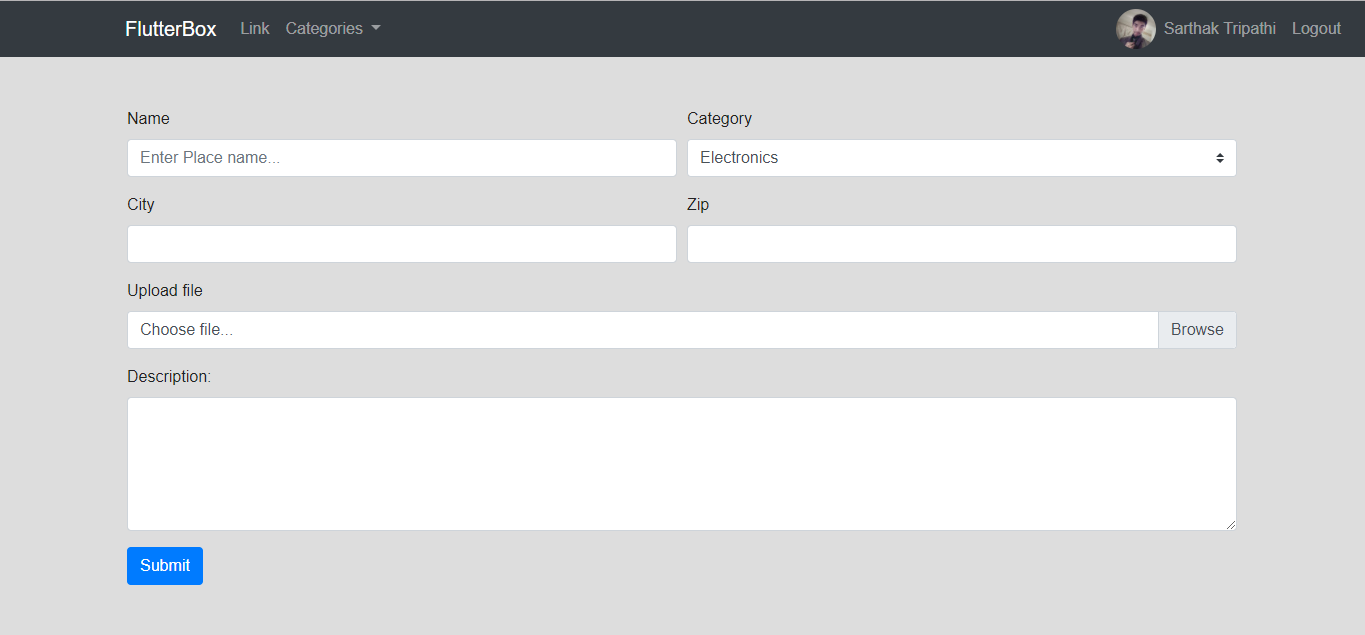 FlutterBox Link Categories Sarthak Tripathi Logout
Name Category
Enter Place name... Electronics
City Zip
Upload file
Choose file... Browse
Description:
Submit